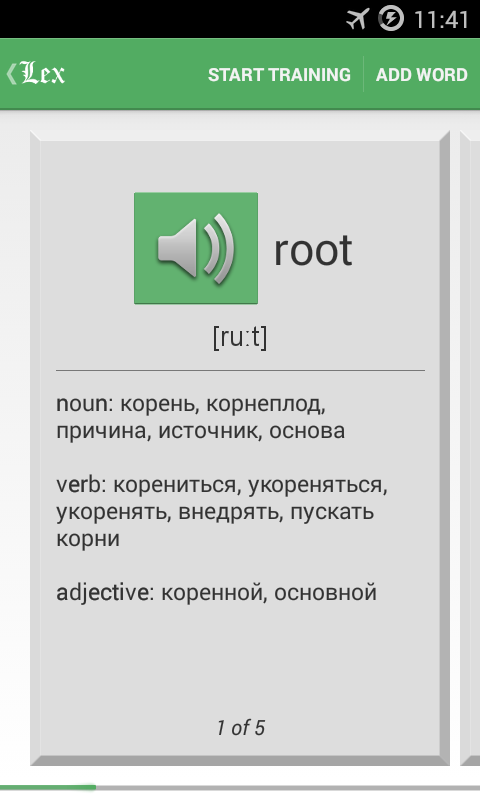 11:41
Lex
START TRAINING
ADD WORD
root
[ru:t]
noun: корень, корнеплод,
причина, источник, основа
verb: корениться, укореняться,
укоренять, внедрять, пускать
корни
adjective: коренной, основной
1 of 5